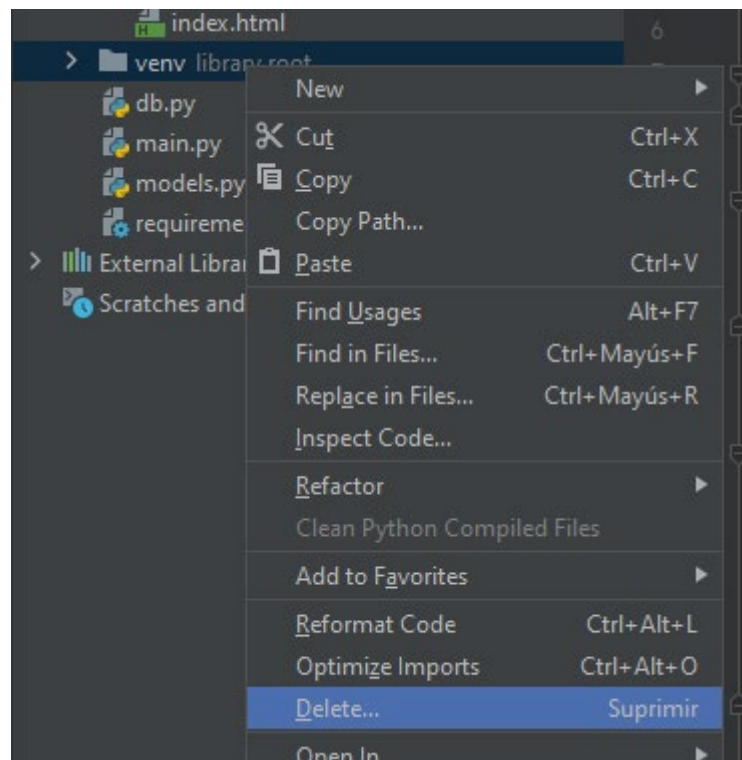 index.html
6
venv library root
New
db.py
Cut Ctrl+X
main.py
Copy Ctrl+C
models.py
Copy Path...
requireme
Paste Ctrl+V
External Librar
Scratches and
Find Usages Alt+F7
Find in Files... Ctrl+Mayús+F
Replace in Files... Ctrl+Mayús+R
Inspect Code...
Refactor
Clean Python Compiled Files
Add to Favorites
Reformat Code Ctrl+Alt+L
Optimize Imports Ctrl+Alt+O
Delete... Suprimir
Open In